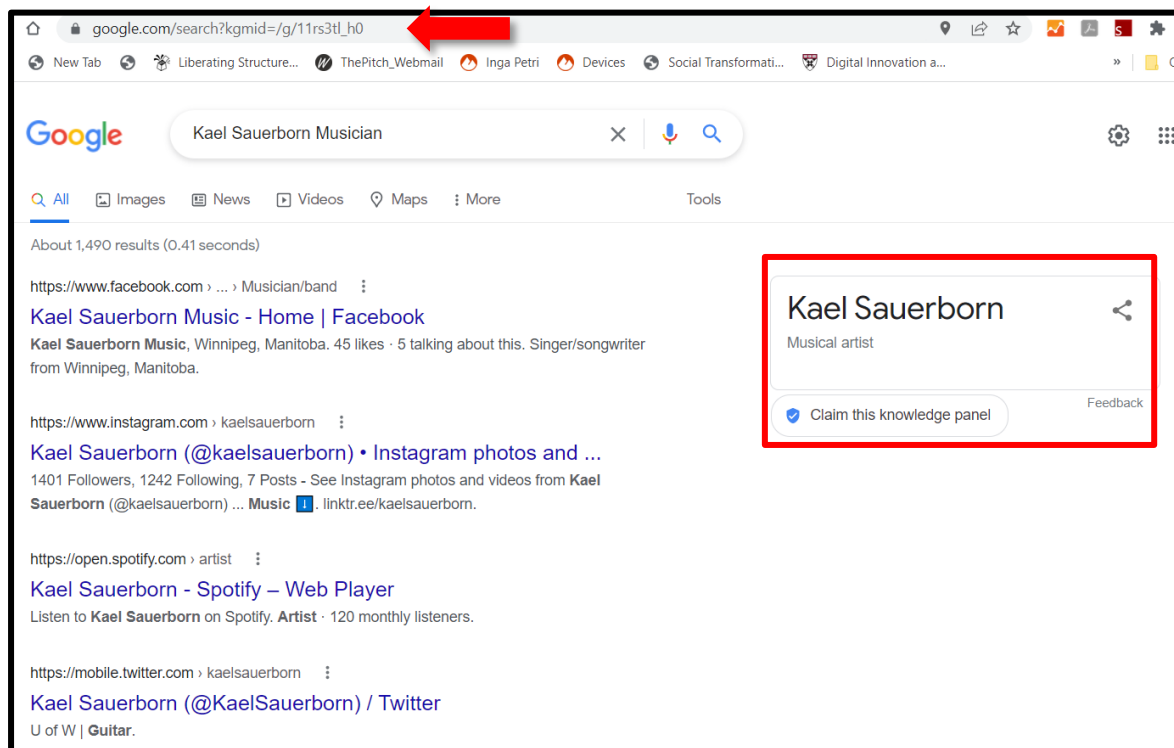 google.com/search?kgmid=/g/11rs3tl_h0
New Tab Liberating Structure... ThePitch_Webmail Inga Petri Devices Social Transformati... Digital Innovation a... »
Google Kael Sauerborn Musician
All Images News Videos Maps More Tools
About 1,490 results (0.41 seconds)
https://www.facebook.com › ... › Musician/band
Kael Sauerborn Music - Home | Facebook
Kael Sauerborn Music, Winnipeg, Manitoba. 45 likes · 5 talking about this. Singer/songwriter
from Winnipeg, Manitoba.
https://www.instagram.com › kaelsauerborn
Kael Sauerborn (@kaelsauerborn) • Instagram photos and ...
1401 Followers, 1242 Following, 7 Posts - See Instagram photos and videos from Kael
Sauerborn (@kaelsauerborn) ... Music ⬇️. linktr.ee/kaelsauerborn.
https://open.spotify.com › artist
Kael Sauerborn - Spotify – Web Player
Listen to Kael Sauerborn on Spotify. Artist · 120 monthly listeners.
https://mobile.twitter.com › kaelsauerborn
Kael Sauerborn (@KaelSauerborn) / Twitter
U of W | Guitar.
Kael Sauerborn
Musical artist
Feedback
Claim this knowledge panel